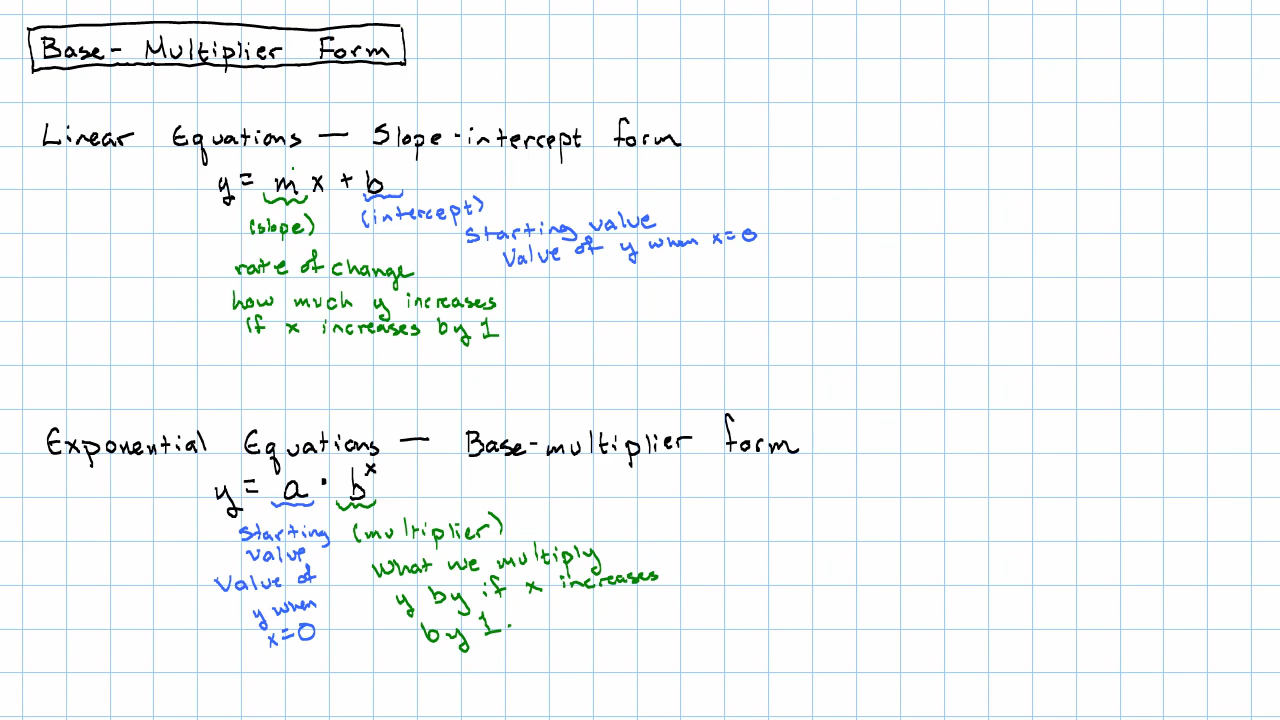 Base-Multiplier Form
Linear Equations — Slope-intercept form
y = mx + b
(slope)
(intercept)
starting value
Value of y when x=0
rate of change
how much y increases
if x increases by 1
Exponential Equations — Base-multiplier form
y = a · b^x
starting
value
Value of
y when
x=0
(multiplier)
What we multiply
y by if x increases
by 1.